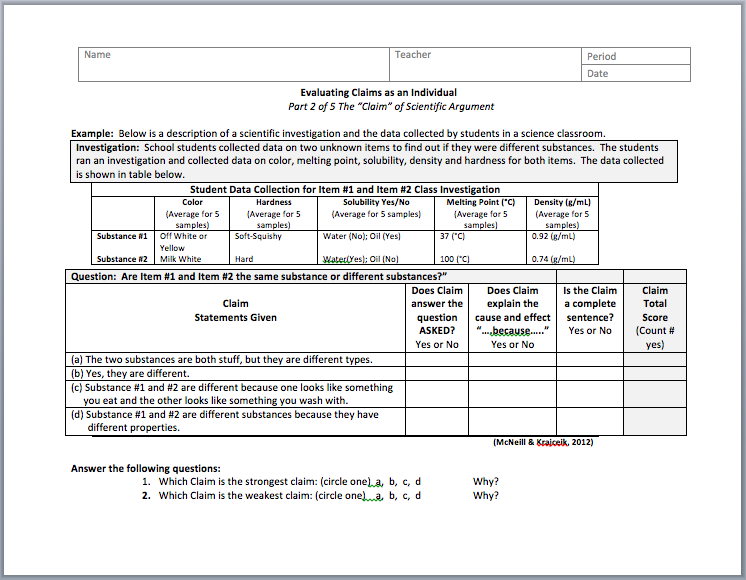 Name Teacher Period
Date
Evaluating Claims as an Individual
Part 2 of 5 The “Claim” of Scientific Argument
Example: Below is a description of a scientific investigation and the data collected by students in a science classroom.
Investigation: School students collected data on two unknown items to find out if they were different substances. The students
ran an investigation and collected data on color, melting point, solubility, density and hardness for both items. The data collected
is shown in table below.
Student Data Collection for Item #1 and Item #2 Class Investigation
Color Hardness Solubility Yes/No Melting Point (°C) Density (g/mL)
(Average for 5 (Average for 5 (Average for 5 samples) (Average for 5 (Average for 5
samples) samples) samples) samples)
Substance #1 Off White or Soft-Squishy Water (No); Oil (Yes) 37 (°C) 0.92 (g/mL)
Yellow
Substance #2 Milk White Hard Water(Yes); Oil (No) 100 (°C) 0.74 (g/mL)
Question: Are Item #1 and Item #2 the same substance or different substances?”
Does Claim Does Claim Is the Claim Claim
Claim answer the explain the a complete Total
Statements Given question cause and effect sentence? Score
ASKED? “….because…..” Yes or No (Count #
Yes or No Yes or No yes)
(a) The two substances are both stuff, but they are different types.
(b) Yes, they are different.
(c) Substance #1 and #2 are different because one looks like something
you eat and the other looks like something you wash with.
(d) Substance #1 and #2 are different substances because they have
different properties.
(McNeill & Krajceik, 2012)
Answer the following questions:
1. Which Claim is the strongest claim: (circle one) a, b, c, d Why?
2. Which Claim is the weakest claim: (circle one) a, b, c, d Why?